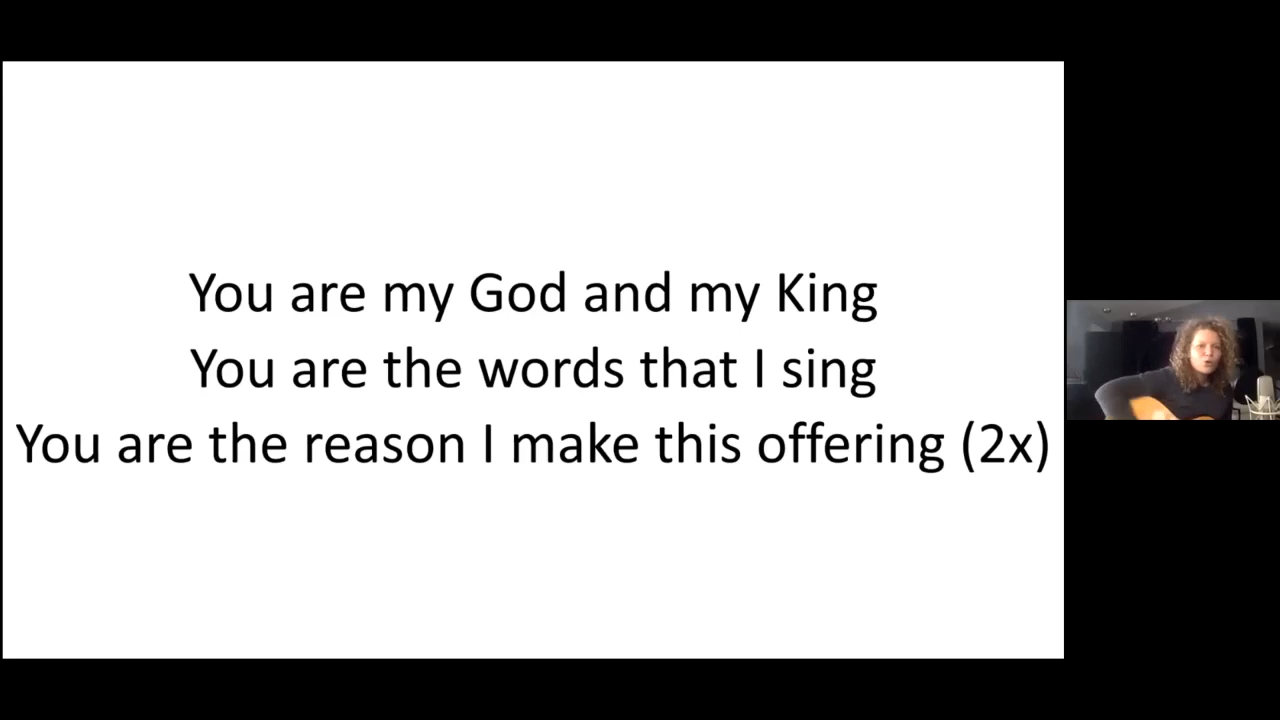 You are my God and my King
You are the words that I sing
You are the reason I make this offering (2x)